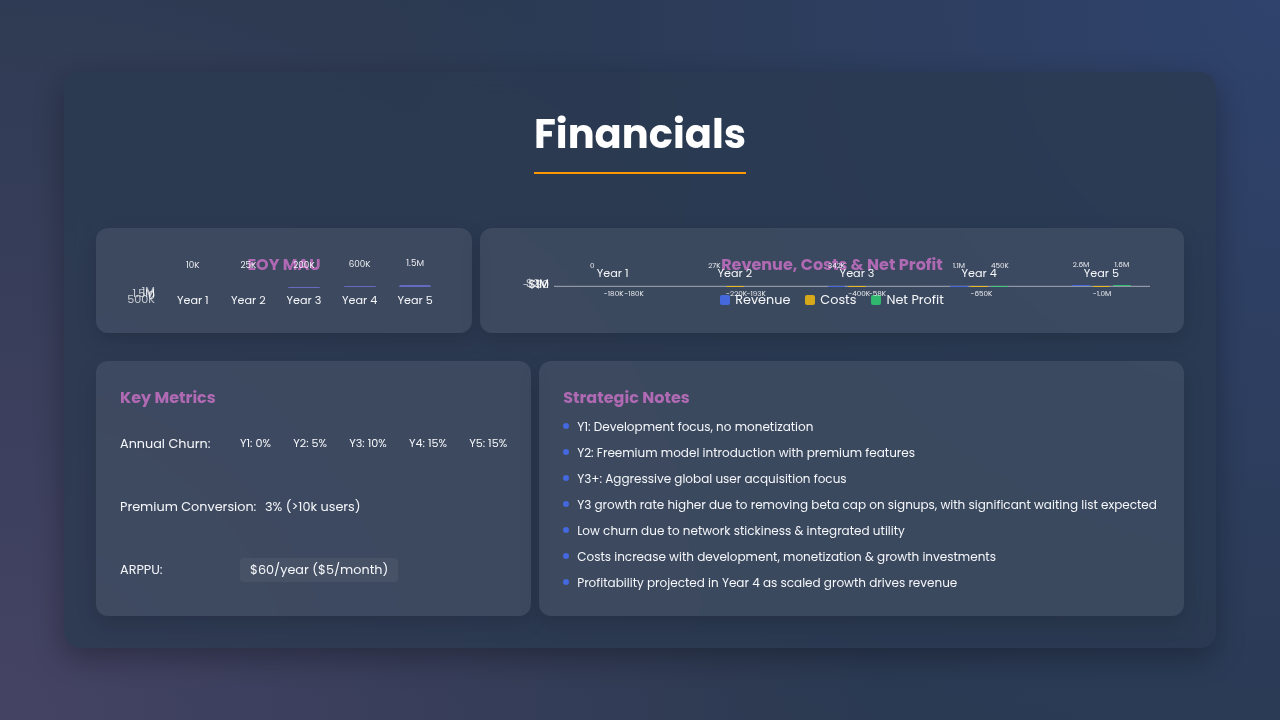 Financials
EOY MAU
10K 25K 200K 600K 1.5M
500K
Year 1 Year 2 Year 3 Year 4 Year 5
Revenue, Costs & Net Profit
0 27K 342K 1.1M 450K 2.6M 1.6M
Year 1 Year 2 Year 3 Year 4 Year 5
-180K -180K -220K -193K -400K -58K -650K -1.0M
Revenue Costs Net Profit
Key Metrics
Annual Churn: Y1: 0% Y2: 5% Y3: 10% Y4: 15% Y5: 15%
Premium Conversion: 3% (>10k users)
ARPPU: $60/year ($5/month)
Strategic Notes
Y1: Development focus, no monetization
Y2: Freemium model introduction with premium features
Y3+: Aggressive global user acquisition focus
Y3 growth rate higher due to removing beta cap on signups, with significant waiting list expected
Low churn due to network stickiness & integrated utility
Costs increase with development, monetization & growth investments
Profitability projected in Year 4 as scaled growth drives revenue